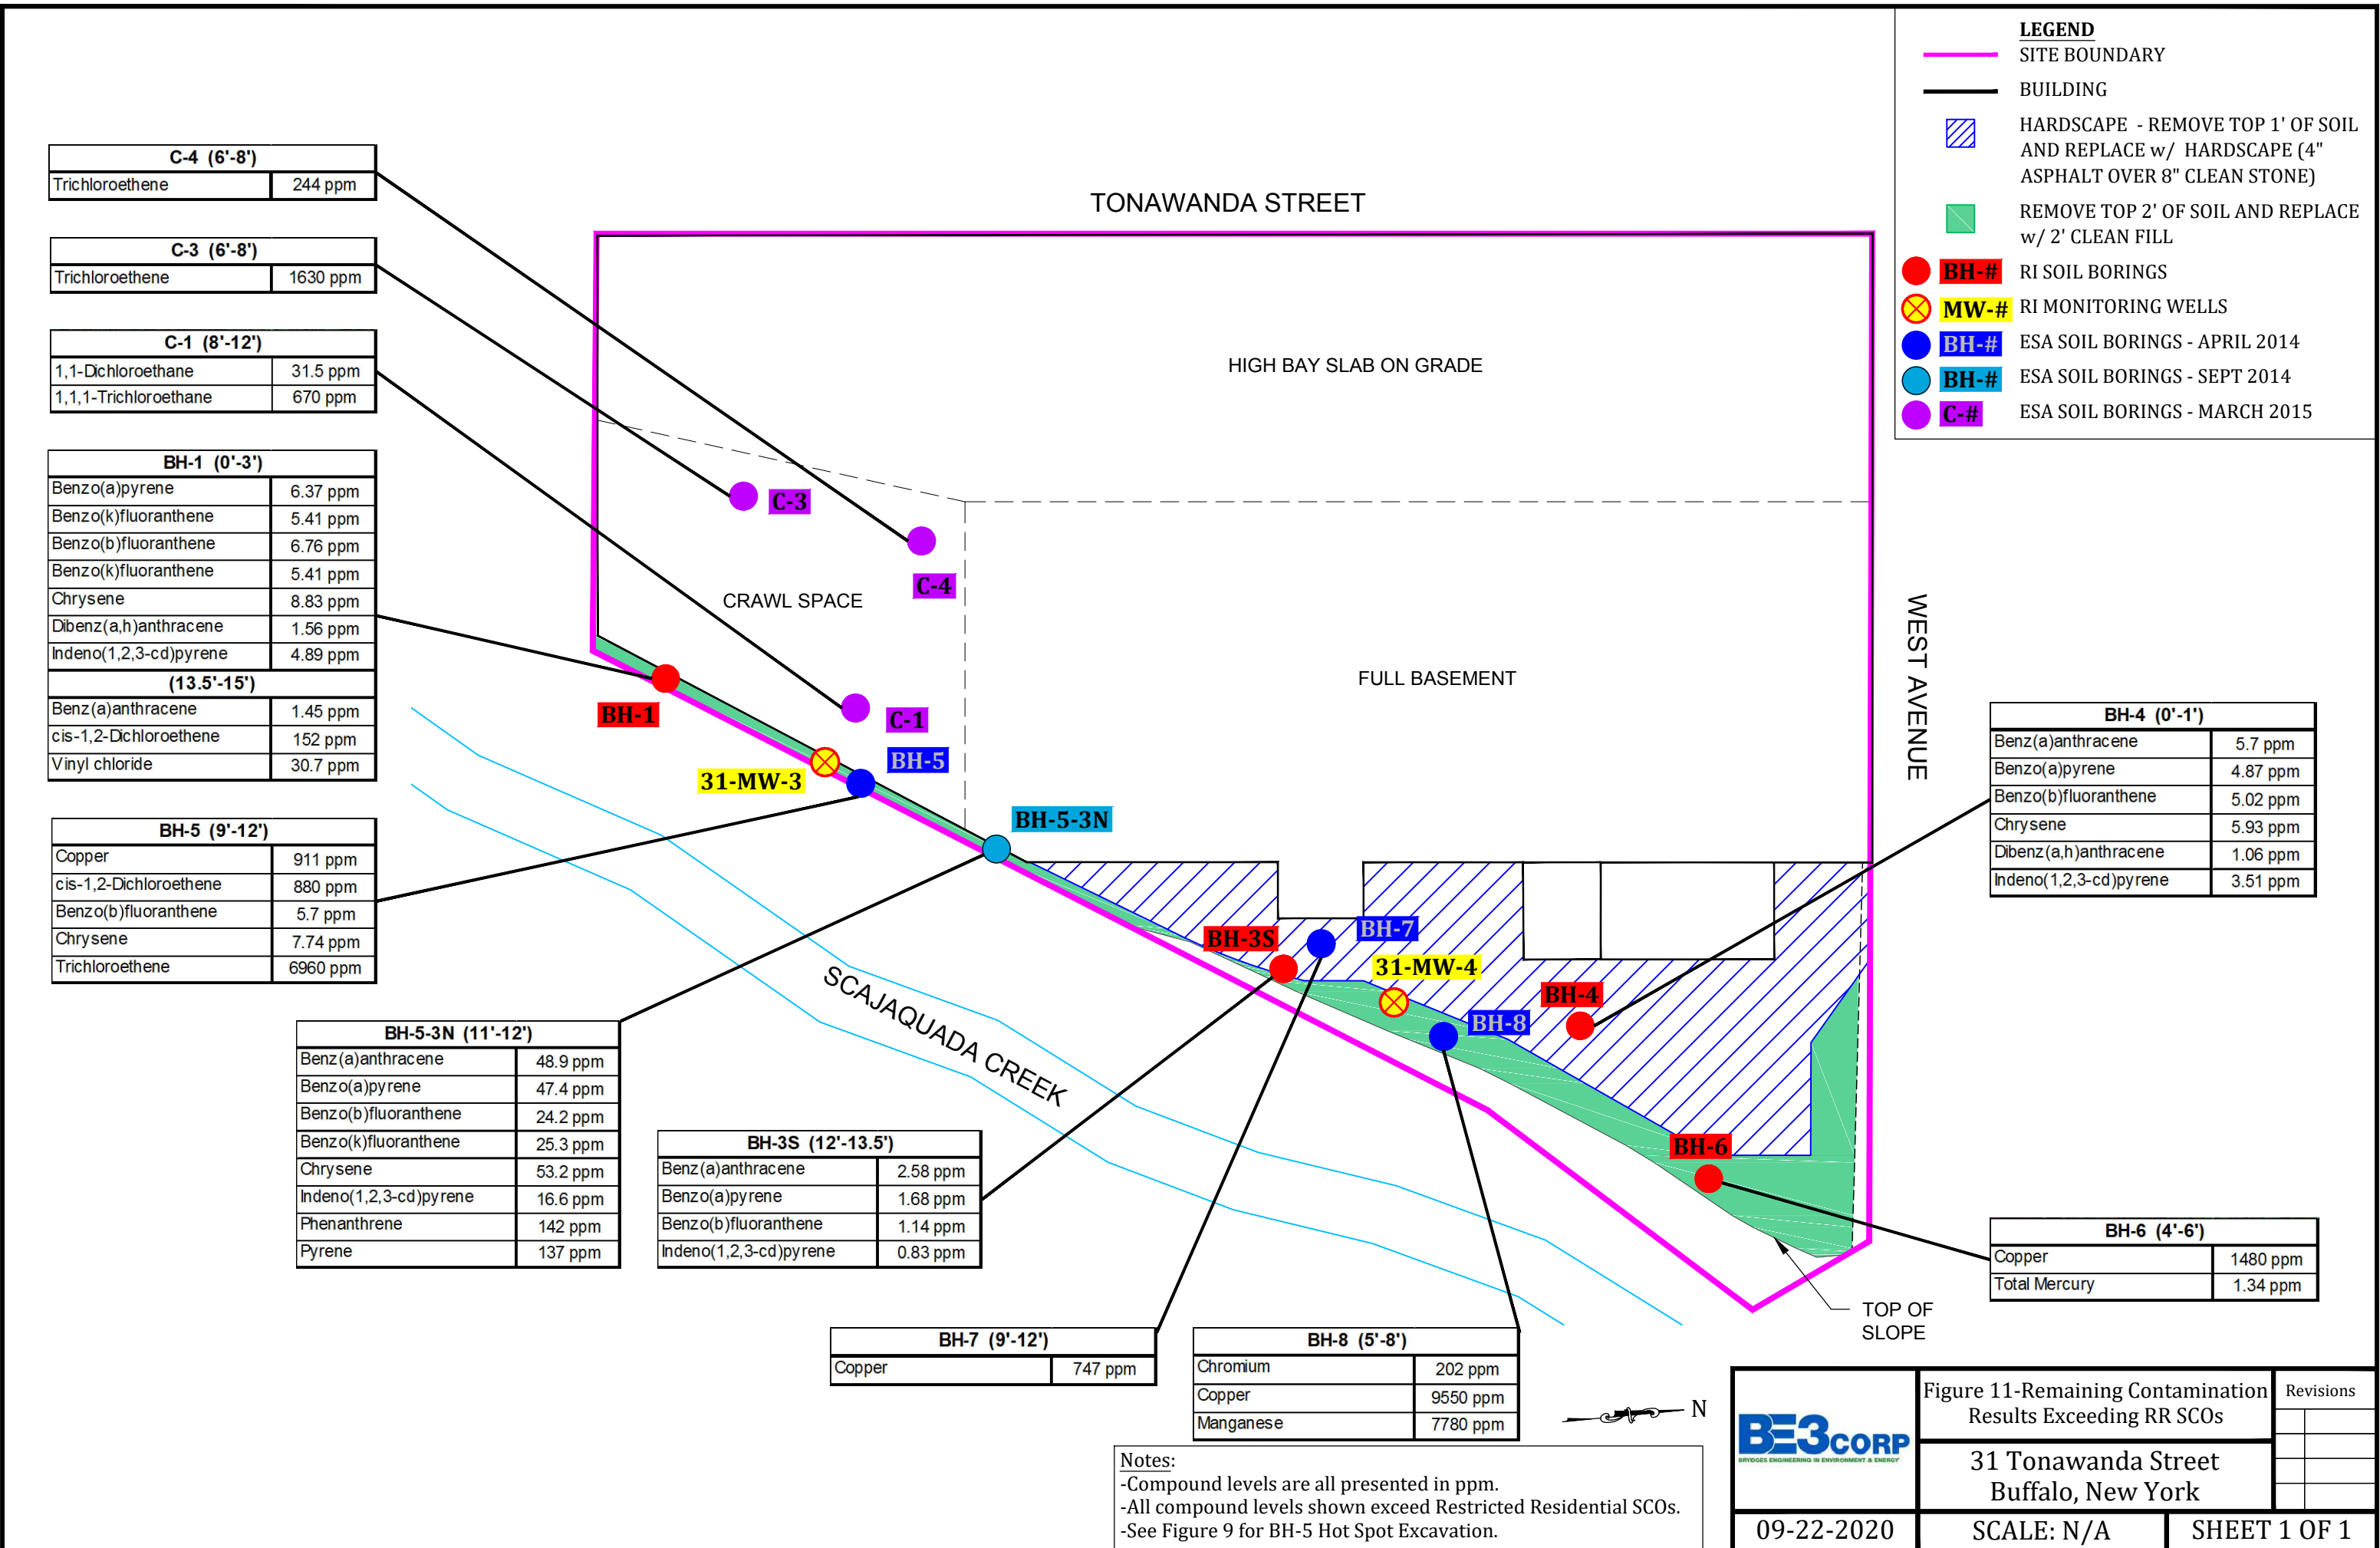 LEGEND
SITE BOUNDARY
BUILDING
HARDSCAPE - REMOVE TOP 1' OF SOIL
AND REPLACE w/ HARDSCAPE (4"
ASPHALT OVER 8" CLEAN STONE)
REMOVE TOP 2' OF SOIL AND REPLACE
w/ 2' CLEAN FILL
BH-# RI SOIL BORINGS
MW-# RI MONITORING WELLS
BH-# ESA SOIL BORINGS - APRIL 2014
BH-# ESA SOIL BORINGS - SEPT 2014
C-# ESA SOIL BORINGS - MARCH 2015
C-4 (6'-8')
Trichloroethene 244 ppm
C-3 (6'-8')
Trichloroethene 1630 ppm
C-1 (8'-12')
1,1-Dichloroethane 31.5 ppm
1,1,1-Trichloroethane 670 ppm
BH-1 (0'-3')
Benzo(a)pyrene 6.37 ppm
Benzo(k)fluoranthene 5.41 ppm
Benzo(b)fluoranthene 6.76 ppm
Benzo(k)fluoranthene 5.41 ppm
Chrysene 8.83 ppm
Dibenz(a,h)anthracene 1.56 ppm
Indeno(1,2,3-cd)pyrene 4.89 ppm
(13.5'-15')
Benz(a)anthracene 1.45 ppm
cis-1,2-Dichloroethene 152 ppm
Vinyl chloride 30.7 ppm
BH-5 (9'-12')
Copper 911 ppm
cis-1,2-Dichloroethene 880 ppm
Benzo(b)fluoranthene 5.7 ppm
Chrysene 7.74 ppm
Trichloroethene 6960 ppm
BH-5-3N (11'-12')
Benz(a)anthracene 48.9 ppm
Benzo(a)pyrene 47.4 ppm
Benzo(b)fluoranthene 24.2 ppm
Benzo(k)fluoranthene 25.3 ppm
Chrysene 53.2 ppm
Indeno(1,2,3-cd)pyrene 16.6 ppm
Phenanthrene 142 ppm
Pyrene 137 ppm
BH-3S (12'-13.5')
Benz(a)anthracene 2.58 ppm
Benzo(a)pyrene 1.68 ppm
Benzo(b)fluoranthene 1.14 ppm
Indeno(1,2,3-cd)pyrene 0.83 ppm
BH-7 (9'-12')
Copper 747 ppm
BH-8 (5'-8')
Chromium 202 ppm
Copper 9550 ppm
Manganese 7780 ppm
BH-4 (0'-1')
Benz(a)anthracene 5.7 ppm
Benzo(a)pyrene 4.87 ppm
Benzo(b)fluoranthene 5.02 ppm
Chrysene 5.93 ppm
Dibenz(a,h)anthracene 1.06 ppm
Indeno(1,2,3-cd)pyrene 3.51 ppm
BH-6 (4'-6')
Copper 1480 ppm
Total Mercury 1.34 ppm
TONAWANDA STREET
HIGH BAY SLAB ON GRADE
C-3
C-4
CRAWL SPACE
FULL BASEMENT
WEST AVENUE
BH-1
C-1
BH-5
31-MW-3
BH-5-3N
BH-3S
BH-7
31-MW-4
BH-4
BH-8
BH-6
SCAJAQUADA CREEK
TOP OF
SLOPE
N
Notes:
-Compound levels are all presented in ppm.
-All compound levels shown exceed Restricted Residential SCOs.
-See Figure 9 for BH-5 Hot Spot Excavation.
BE3CORP
BRYDGES ENGINEERING IN ENVIRONMENT & ENERGY
Figure 11-Remaining Contamination
Results Exceeding RR SCOs
Revisions
31 Tonawanda Street
Buffalo, New York
09-22-2020
SCALE: N/A
SHEET 1 OF 1